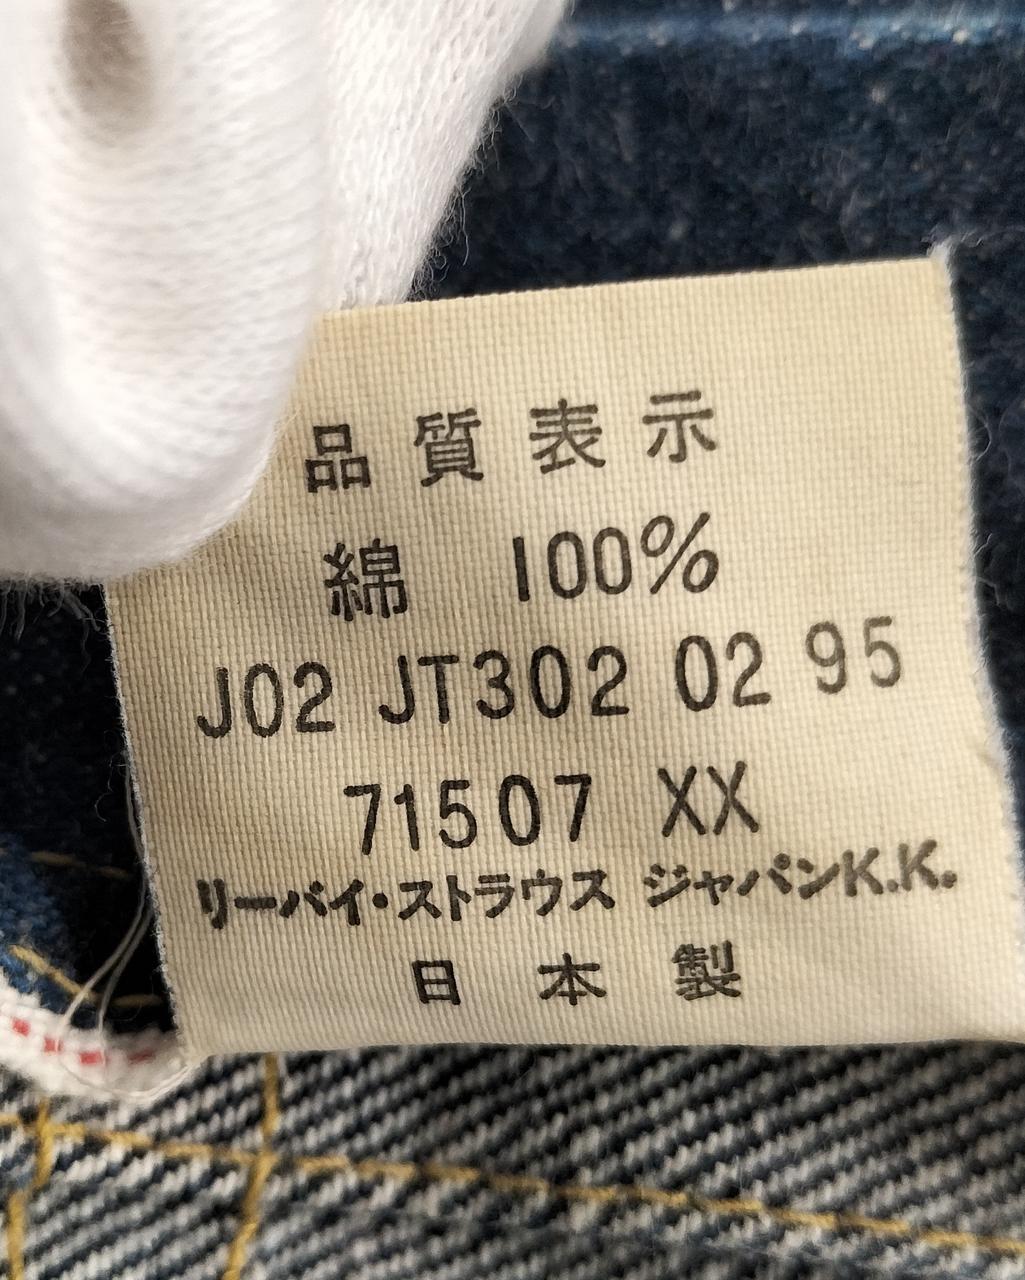 品質表示
綿 100%
J02 JT302 02 95
71507 XX
リーバイ・ストラウス ジャパンK.K.
日本製